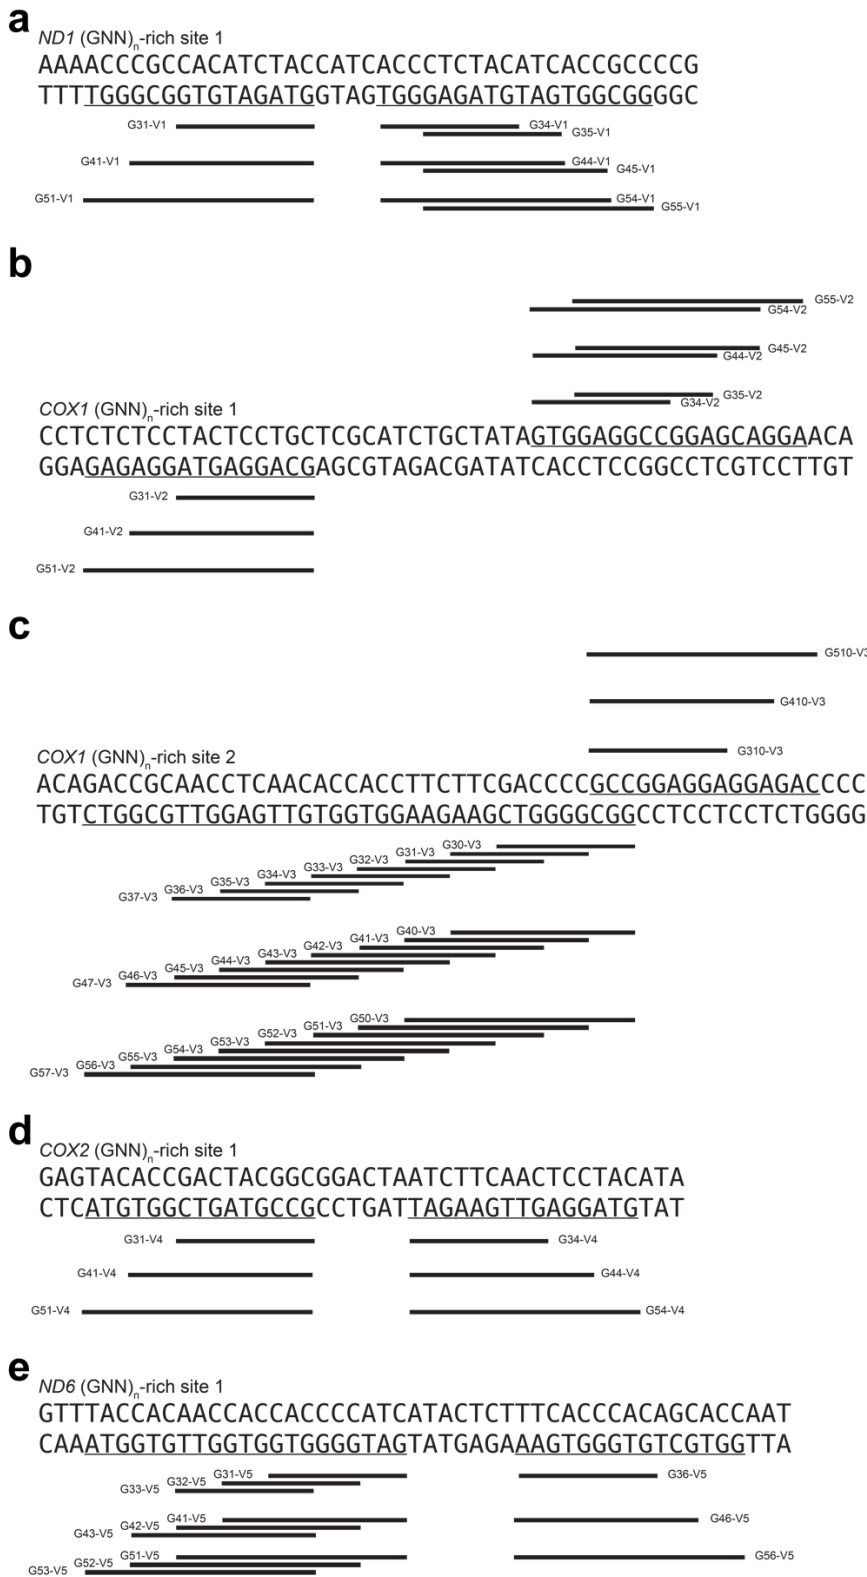 a
ND1 (GNN)n-rich site 1
AAAACCCGCCACATCTACCATCACCCTCTACATCACCGCCCCG
TTTTGGGCGGTGTAGATGGTAGTGGGAGATGTAGTGGCGGGGC
G31-V1 G34-V1
G35-V1
G41-V1 G44-V1
G45-V1
G51-V1 G54-V1
G55-V1
b
G55-V2
G54-V2
G45-V2
G44-V2
G35-V2
G34-V2
COX1 (GNN)n-rich site 1
CCTCTCTCCTACTCCTGCTCGCATCTGCTATAGTGGAGGCCGGAGCAGGAACA
GGAGAGAGGATGAGGACGAGCGTAGACGATATCACCTCCGGCCTCGTCCTTGT
G31-V2
G41-V2
G51-V2
c
G510-V3
G410-V3
G310-V3
COX1 (GNN)n-rich site 2
ACAGACCGCAACCTCAACACCACCTTCTTCGACCCCGCCGGAGGAGGAGACCCC
TGTCTGGCGTTGGAGTTGTGGTGGAAGAAGCTGGGGCGGCCTCCTCCTCTGGGG
G30-V3
G31-V3
G32-V3
G33-V3
G34-V3
G35-V3
G36-V3
G37-V3
G40-V3
G41-V3
G42-V3
G43-V3
G44-V3
G45-V3
G46-V3
G47-V3
G50-V3
G51-V3
G52-V3
G53-V3
G54-V3
G55-V3
G56-V3
G57-V3
d
COX2 (GNN)n-rich site 1
GAGTACACCGACTACGGCGGACTAATCTTCAACTCCTACATA
CTCATGTGGCTGATGCCGCCTGATTAGAAGTTGAGGATGTAT
G31-V4 G34-V4
G41-V4 G44-V4
G51-V4 G54-V4
e
ND6 (GNN)n-rich site 1
GTTTACCACAACCACCACCCCATCATACTCTTTCACCCACAGCACCAAT
CAAATGGTGTTGGTGGTGGGGTAGTATGAGAAAGTGGGTGTCGTGGTTA
G31-V5 G36-V5
G32-V5
G33-V5
G41-V5 G46-V5
G42-V5
G43-V5
G51-V5 G56-V5
G52-V5
G53-V5